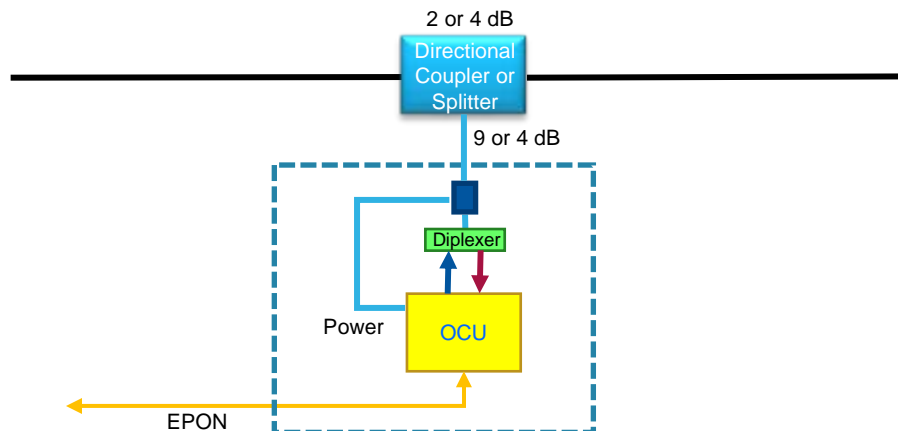 2 or 4 dB
Directional
Coupler or
Splitter
9 or 4 dB
Diplexer
Power
OCU
EPON